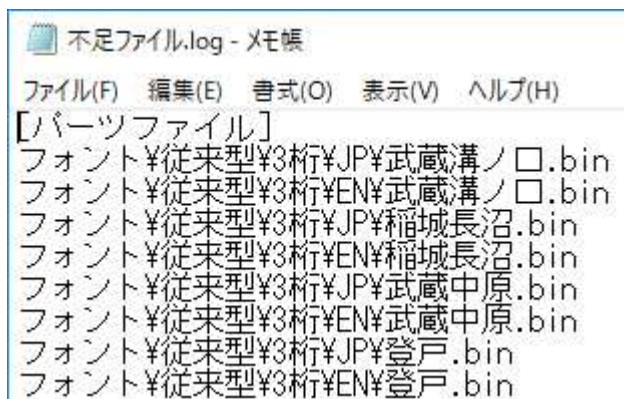 不足ファイル.log - メモ帳
ファイル(F) 編集(E) 書式(O) 表示(V) ヘルプ(H)
[パーツファイル]
フォント¥従来型¥3桁¥JP¥武蔵溝ノ口.bin
フォント¥従来型¥3桁¥EN¥武蔵溝ノ口.bin
フォント¥従来型¥3桁¥JP¥稲城長沼.bin
フォント¥従来型¥3桁¥EN¥稲城長沼.bin
フォント¥従来型¥3桁¥JP¥武蔵中原.bin
フォント¥従来型¥3桁¥EN¥武蔵中原.bin
フォント¥従来型¥3桁¥JP¥登戸.bin
フォント¥従来型¥3桁¥EN¥登戸.bin